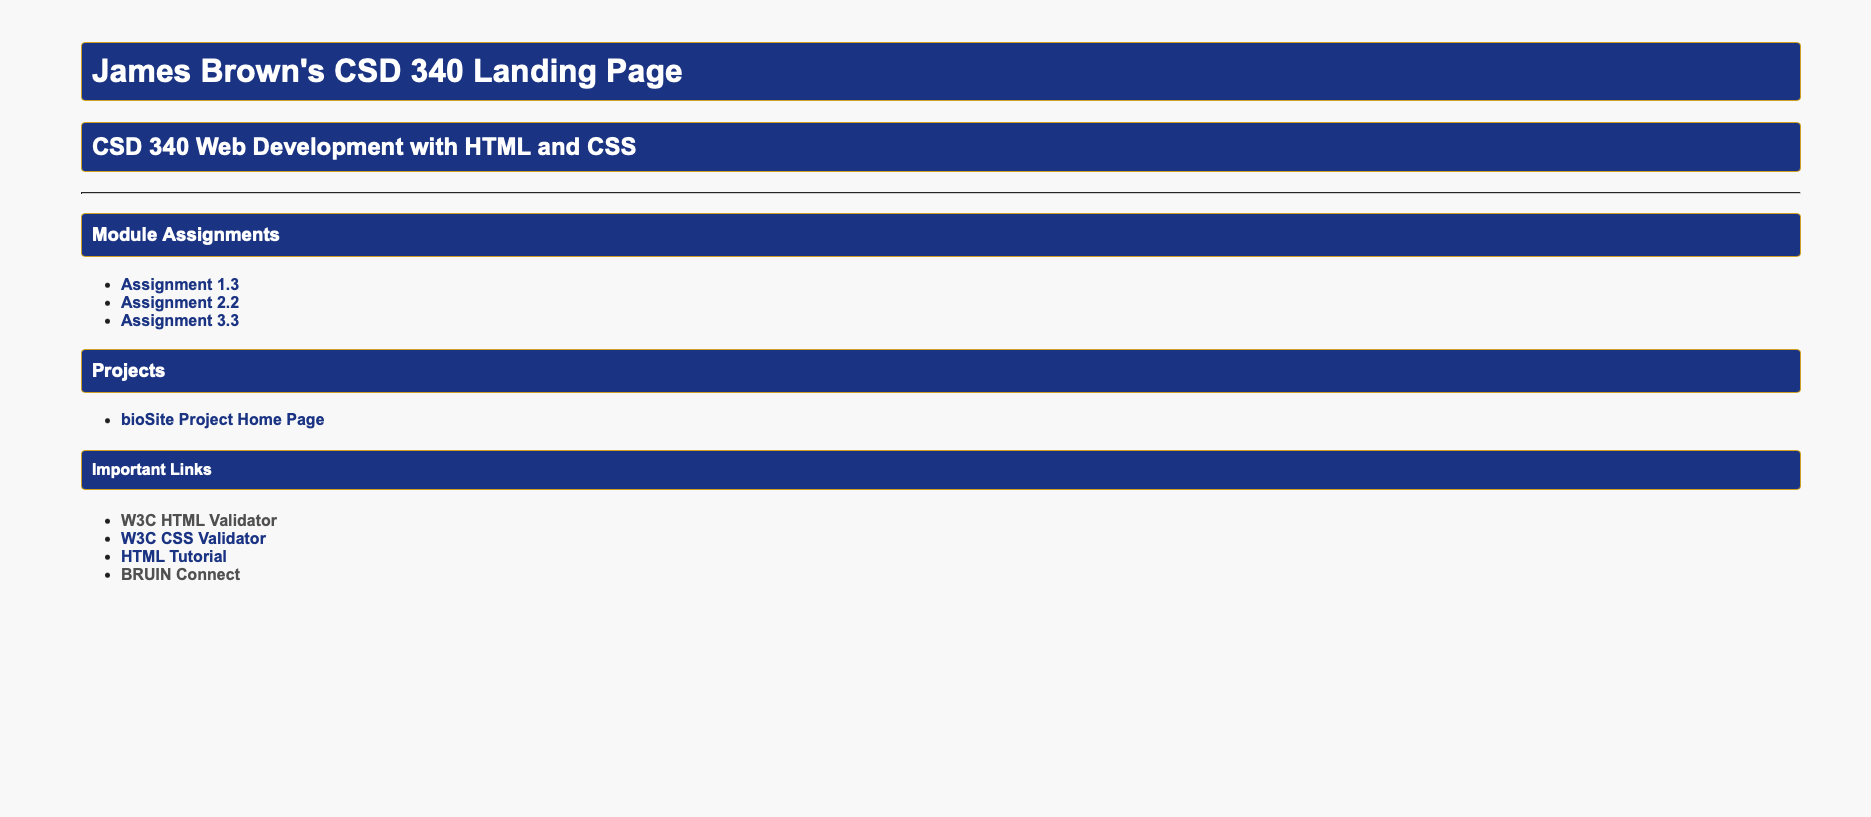 James Brown's CSD 340 Landing Page
CSD 340 Web Development with HTML and CSS
Module Assignments
Assignment 1.3
Assignment 2.2
Assignment 3.3
Projects
bioSite Project Home Page
Important Links
W3C HTML Validator
W3C CSS Validator
HTML Tutorial
BRUIN Connect